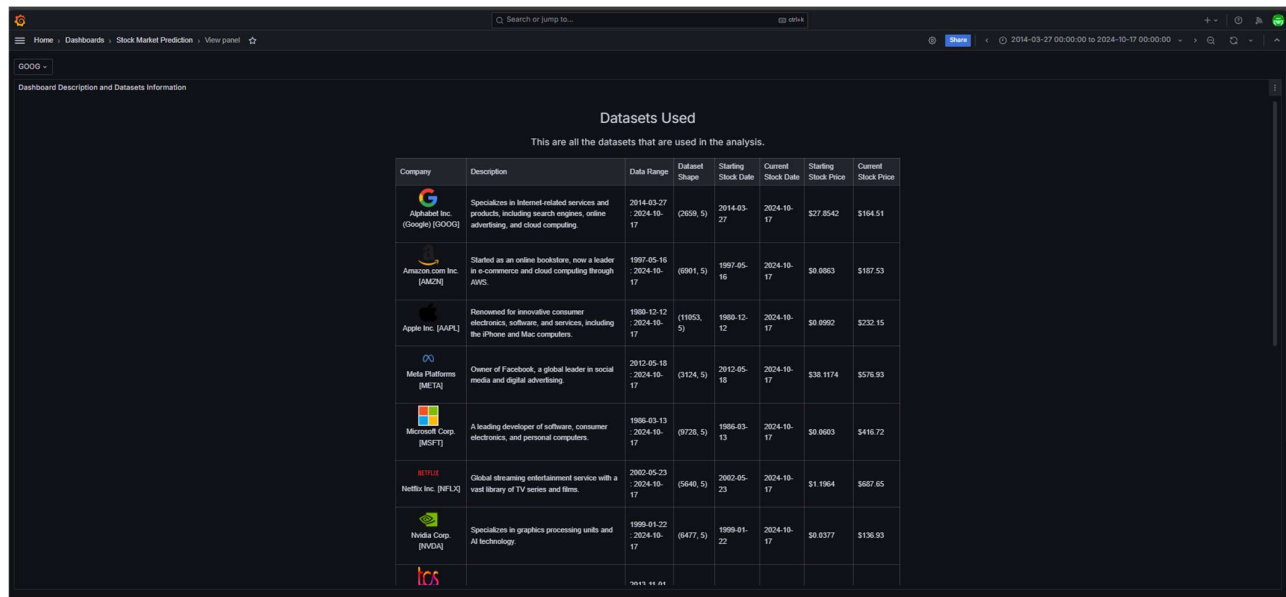 Search or jump to...
ctrl+k
Home › Dashboards › Stock Market Prediction › View panel
Share
2014-03-27 00:00:00 to 2024-10-17 00:00:00
GOOG
Dashboard Description and Datasets Information
Datasets Used
This are all the datasets that are used in the analysis.
Company Description Data Range Dataset Shape Starting Stock Date Current Stock Date Starting Stock Price Current Stock Price
Alphabet Inc.
(Google) [GOOG]
Specializes in Internet-related services and
products, including search engines, online
advertising, and cloud computing.
2014-03-27
: 2024-10-
17
(2659, 5)
2014-03-
27
2024-10-
17
$27.8542
$164.51
a
Amazon.com Inc.
[AMZN]
Started as an online bookstore, now a leader
in e-commerce and cloud computing through
AWS.
1997-05-16
: 2024-10-
17
(6901, 5)
1997-05-
16
2024-10-
17
$0.0863
$187.53
Apple Inc. [AAPL]
Renowned for innovative consumer
electronics, software, and services, including
the iPhone and Mac computers.
1980-12-12
: 2024-10-
17
(11053,
5)
1980-12-
12
2024-10-
17
$0.0992
$232.15
Meta Platforms
[META]
Owner of Facebook, a global leader in social
media and digital advertising.
2012-05-18
: 2024-10-
17
(3124, 5)
2012-05-
18
2024-10-
17
$38.1174
$576.93
Microsoft Corp.
[MSFT]
A leading developer of software, consumer
electronics, and personal computers.
1986-03-13
: 2024-10-
17
(9728, 5)
1986-03-
13
2024-10-
17
$0.0603
$416.72
NETFLIX
Netflix Inc. [NFLX]
Global streaming entertainment service with a
vast library of TV series and films.
2002-05-23
: 2024-10-
17
(5640, 5)
2002-05-
23
2024-10-
17
$1.1964
$687.65
Nvidia Corp.
[NVDA]
Specializes in graphics processing units and
AI technology.
1999-01-22
: 2024-10-
17
(6477, 5)
1999-01-
22
2024-10-
17
$0.0377
$136.93
tcs